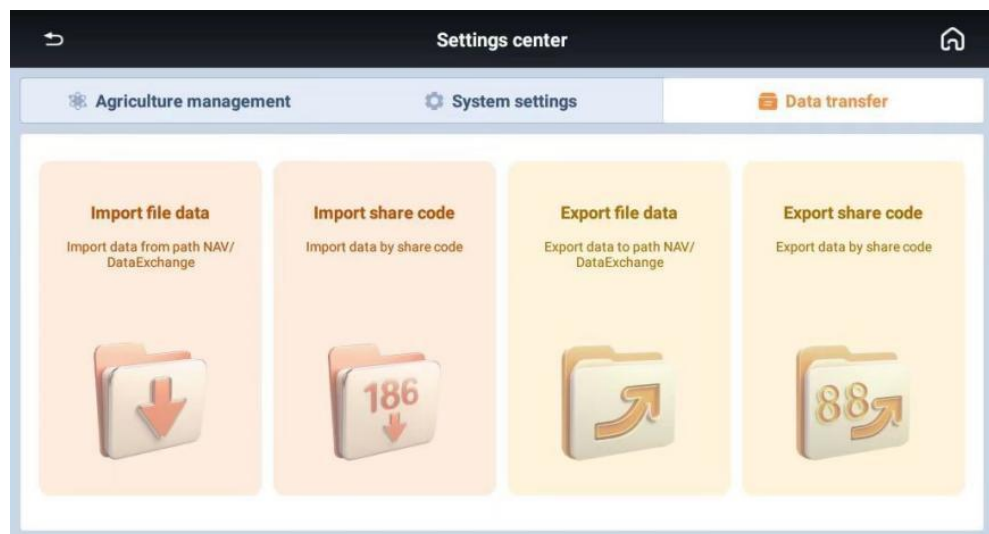 Settings center
Agriculture management
System settings
Data transfer
Import file data
Import data from path NAV/
DataExchange
Import share code
Import data by share code
186
Export file data
Export data to path NAV/
DataExchange
Export share code
Export data by share code
88